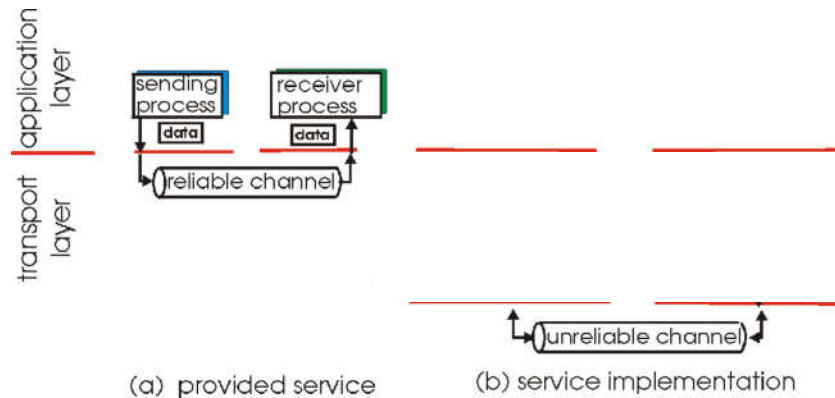 application
layer
transport
layer
sending
process
receiver
process
data
data
reliable channel
unreliable channel
(a) provided service
(b) service implementation